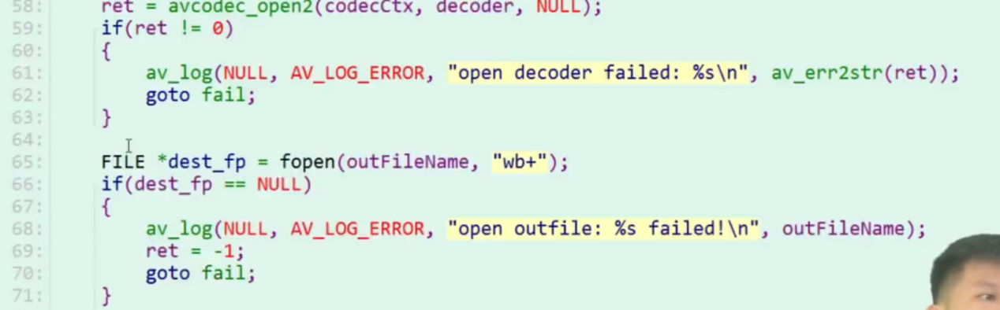 58:     ret = avcodec_open2(codecCtx, decoder, NULL);
59:     if(ret != 0)
60:     {
61:         av_log(NULL, AV_LOG_ERROR, "open decoder failed: %s\n", av_err2str(ret));
62:         goto fail;
63:     }
64:
65:     FILE *dest_fp = fopen(outFileName, "wb+");
66:     if(dest_fp == NULL)
67:     {
68:         av_log(NULL, AV_LOG_ERROR, "open outfile: %s failed!\n", outFileName);
69:         ret = -1;
70:         goto fail;
71:     }